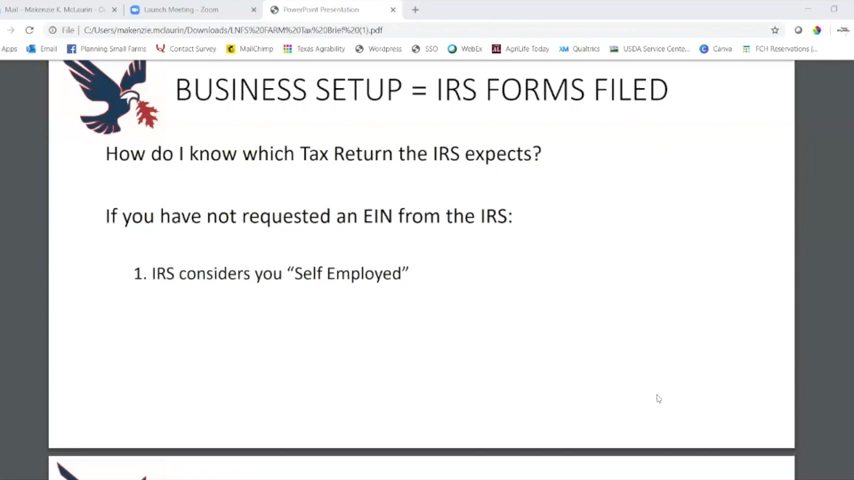 Mail - Makenzie K. McLaurin - O
Launch Meeting - Zoom
PowerPoint Presentation
File
C:/Users/makenzie.mclaurin/Downloads/LNFS%20FARM%20Tax%20Brief%20(1).pdf
Apps
Email
Planning Small Farms
Contact Survey
MailChimp
Texas Agrability
Wordpress
SSO
WebEx
AgriLife Today
Qualtrics
USDA Service Cente...
Canva
FCH Reservations (...
BUSINESS SETUP = IRS FORMS FILED
How do I know which Tax Return the IRS expects?
If you have not requested an EIN from the IRS:
1. IRS considers you “Self Employed”